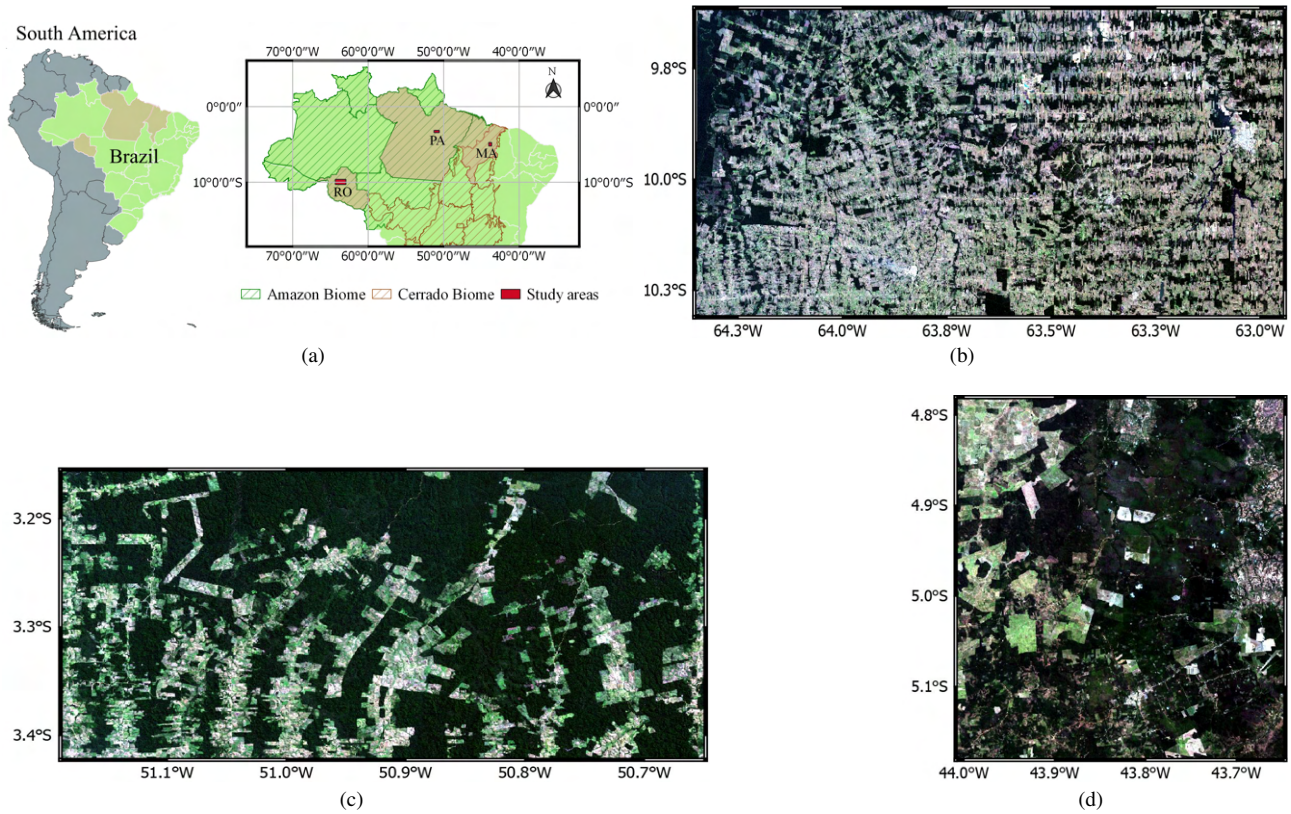 South America
Brazil
70°0'0"W 60°0'0"W 50°0'0"W 40°0'0"W
N
0°0'0" 0°0'0"
PA
MA
10°0'0"S 10°0'0"S
RO
70°0'0"W 60°0'0"W 50°0'0"W 40°0'0"W
Amazon Biome Cerrado Biome Study areas
(a)
9.8°S
10.0°S
10.3°S
64.3°W 64.0°W 63.8°W 63.5°W 63.3°W 63.0°W
(b)
3.2°S
3.3°S
3.4°S
51.1°W 51.0°W 50.9°W 50.8°W 50.7°W
(c)
4.8°S
4.9°S
5.0°S
5.1°S
44.0°W 43.9°W 43.8°W 43.7°W
(d)